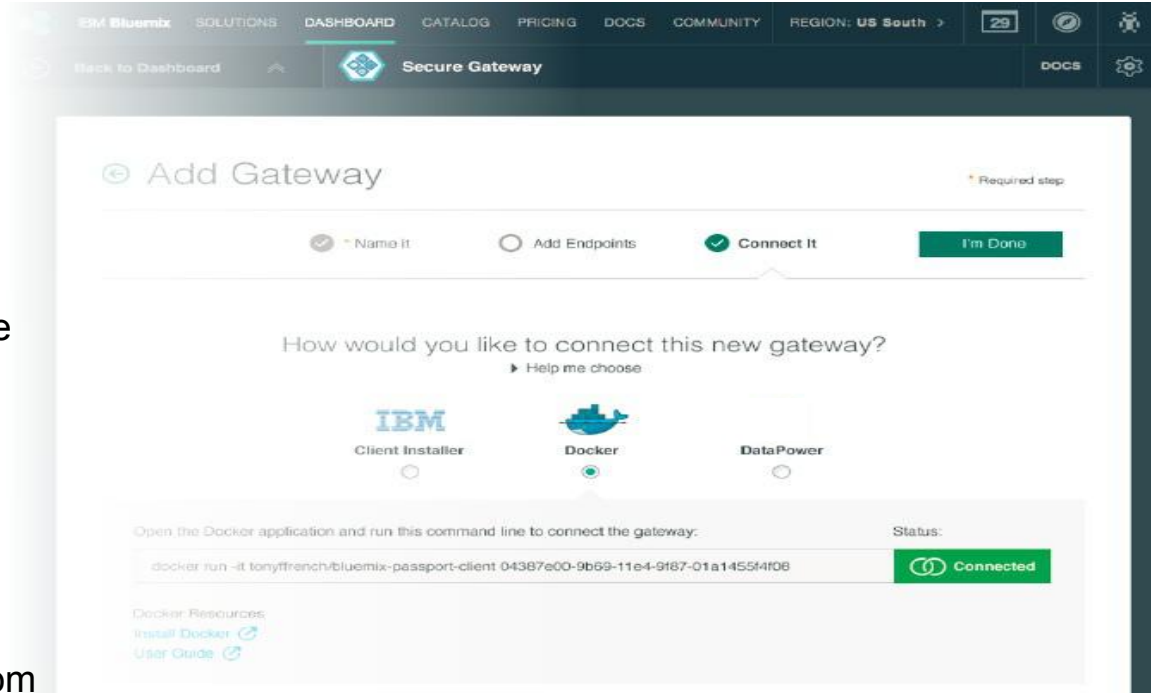 IBM Bluemix SOLUTIONS DASHBOARD CATALOG PRICING DOCS COMMUNITY REGION: US South > 29
Back to Dashboard Secure Gateway DOCS
Add Gateway
* Required step
* Name it Add Endpoints Connect It I'm Done
e
How would you like to connect this new gateway?
Help me choose
IBM
Client Installer Docker DataPower
Open the Docker application and run this command line to connect the gateway: Status:
docker run -it tonyffrench/bluemix-passport-client 04387e00-9b69-11e4-9f87-01a1455f4f08 Connected
Docker Resources
Install Docker
User Guide
om